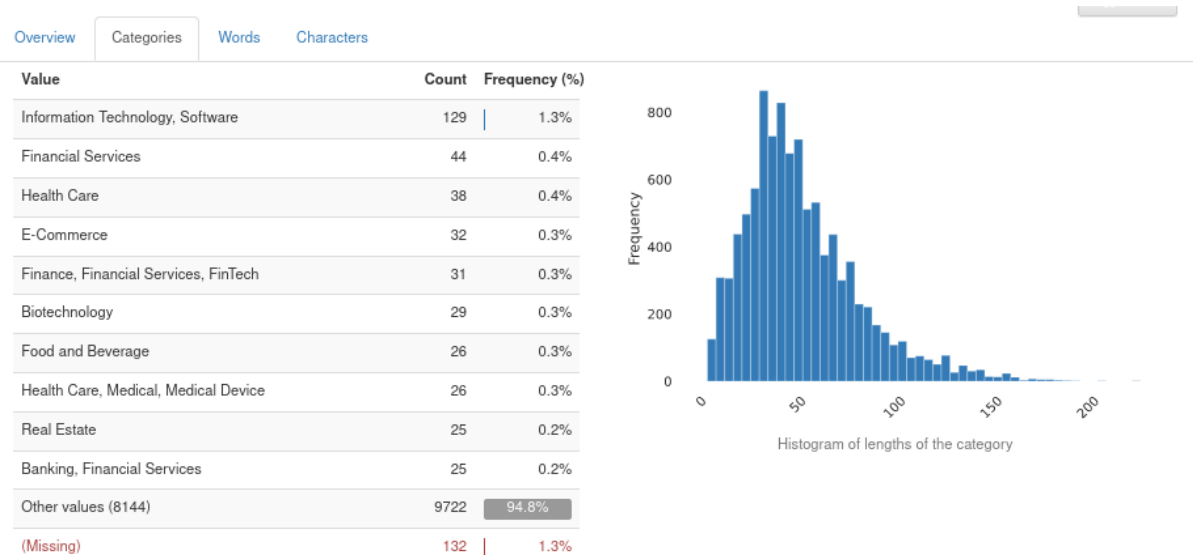 Overview Categories Words Characters
Value Count Frequency (%)
Information Technology, Software 129 1.3%
Financial Services 44 0.4%
Health Care 38 0.4%
E-Commerce 32 0.3%
Finance, Financial Services, FinTech 31 0.3%
Biotechnology 29 0.3%
Food and Beverage 26 0.3%
Health Care, Medical, Medical Device 26 0.3%
Real Estate 25 0.2%
Banking, Financial Services 25 0.2%
Other values (8144) 9722 94.8%
(Missing) 132 1.3%
800
600
400
200
0
Frequency
0 50 100 150 200
Histogram of lengths of the category